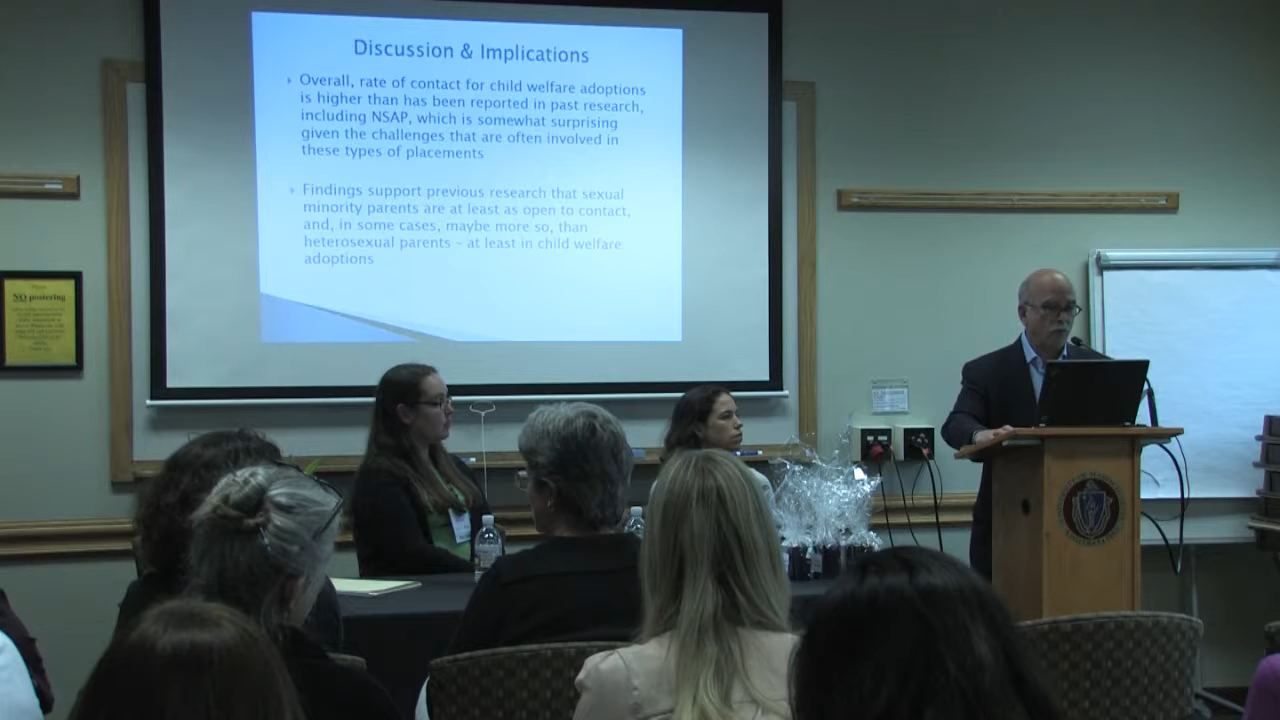 Discussion & Implications
Overall, rate of contact for child welfare adoptions
is higher than has been reported in past research,
including NSAP, which is somewhat surprising
given the challenges that are often involved in
these types of placements
Findings support previous research that sexual
minority parents are at least as open to contact,
and, in some cases, maybe more so, than
heterosexual parents – at least in child welfare
adoptions
NO postering